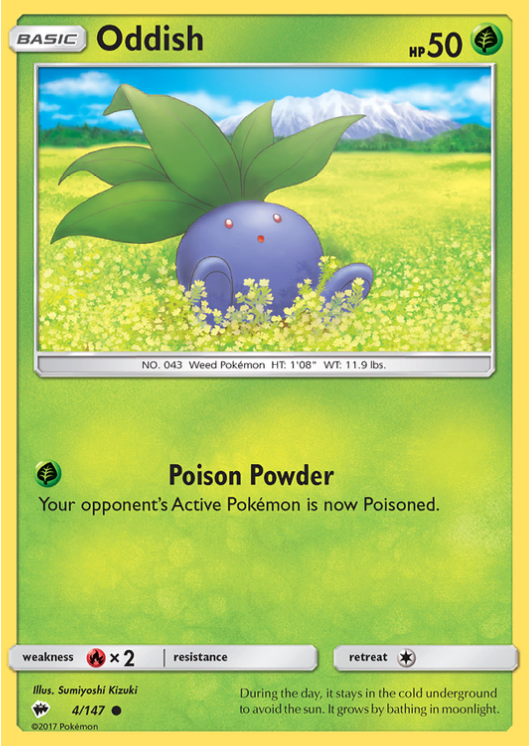 BASIC Oddish HP 50
NO. 043 Weed Pokémon HT: 1'08" WT: 11.9 lbs.
Poison Powder
Your opponent's Active Pokémon is now Poisoned.
weakness ×2 resistance retreat
Illus. Sumiyoshi Kizuki
4/147
©2017 Pokémon
During the day, it stays in the cold underground
to avoid the sun. It grows by bathing in moonlight.